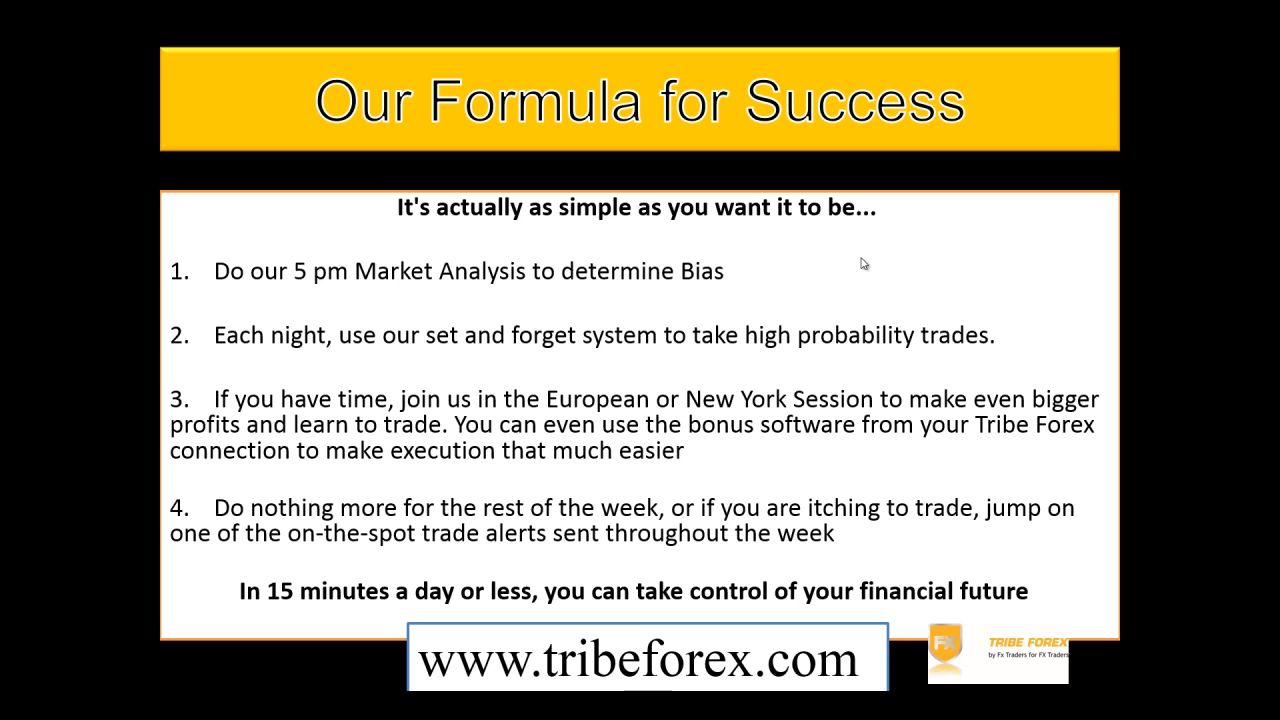 Our Formula for Success
It's actually as simple as you want it to be...
1. Do our 5 pm Market Analysis to determine Bias
2. Each night, use our set and forget system to take high probability trades.
3. If you have time, join us in the European or New York Session to make even bigger
profits and learn to trade. You can even use the bonus software from your Tribe Forex
connection to make execution that much easier
4. Do nothing more for the rest of the week, or if you are itching to trade, jump on
one of the on-the-spot trade alerts sent throughout the week
In 15 minutes a day or less, you can take control of your financial future
www.tribeforex.com
FX
TRIBE FOREX
by Fx Traders for FX Traders